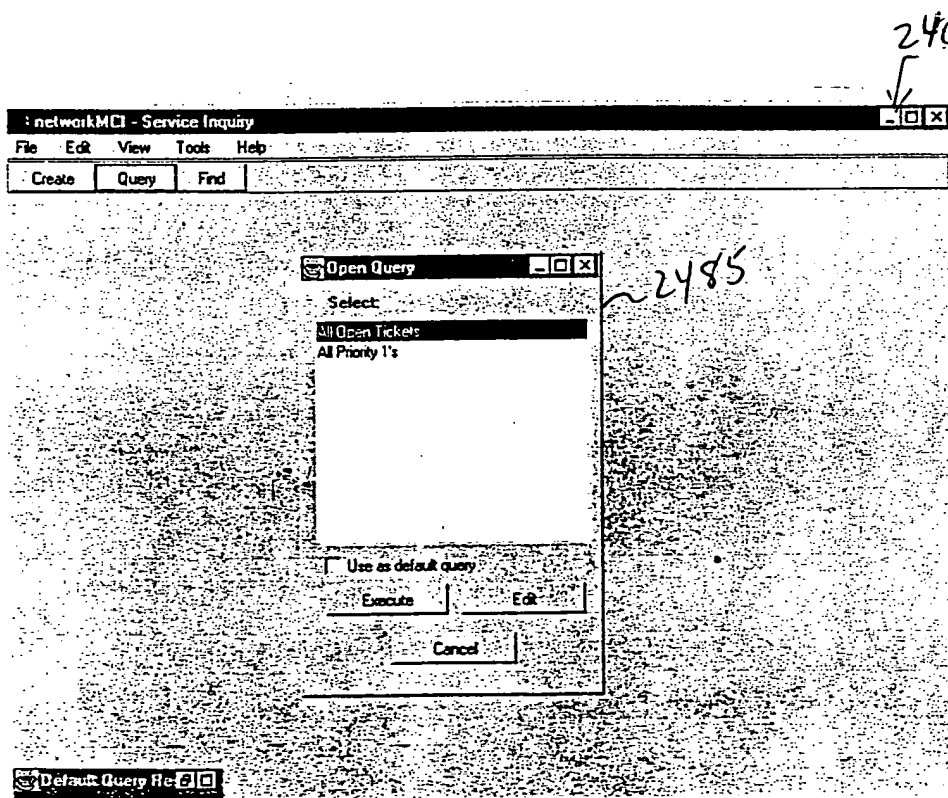 networkMCI - Service Inquiry
File Edit View Tools Help
Create Query Find
Open Query
2485
Select:
All Open Tickets
All Priority 1's
Use as default query
Execute Edit
Cancel
Default Query Re